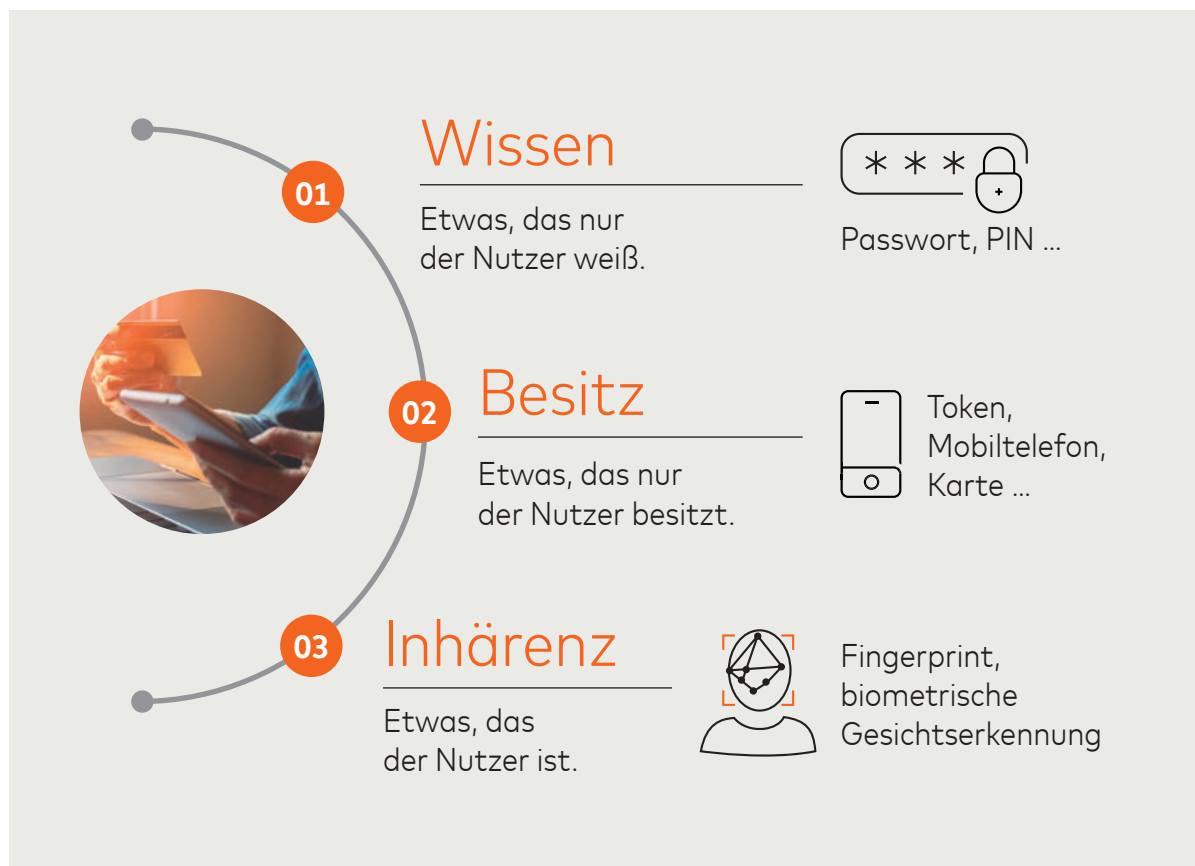 01
Wissen
Etwas, das nur
der Nutzer weiß.
* * *
Passwort, PIN ...
02
Besitz
Etwas, das nur
der Nutzer besitzt.
Token,
Mobiltelefon,
Karte ...
03
Inhärenz
Etwas, das
der Nutzer ist.
Fingerprint,
biometrische
Gesichtserkennung